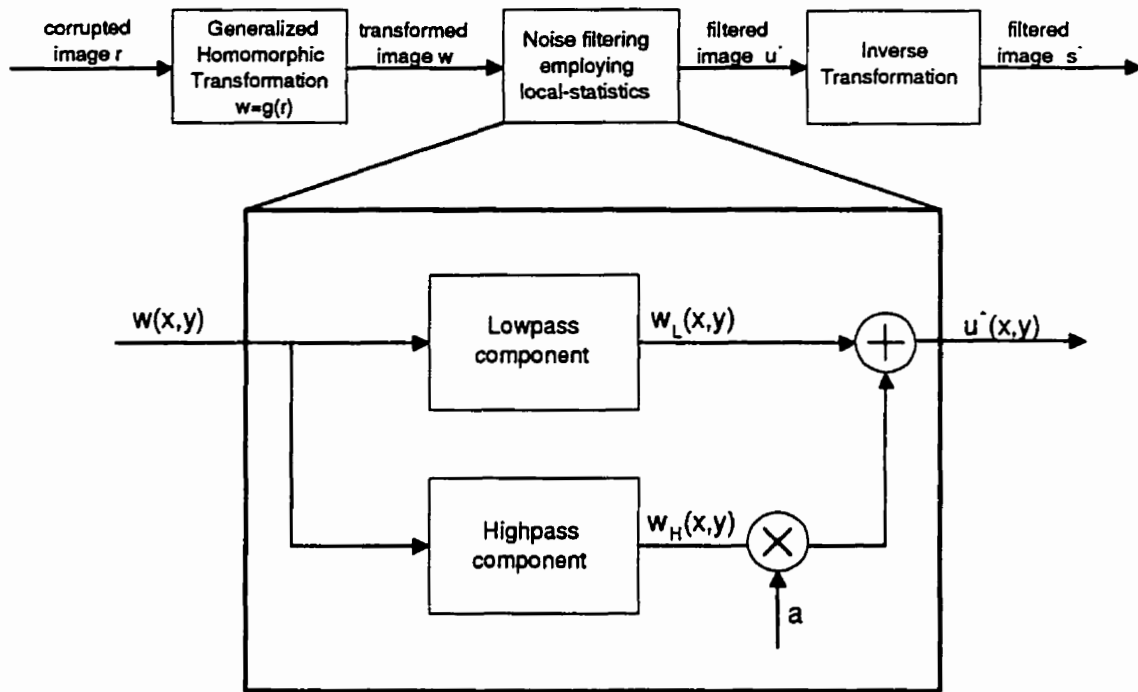 corrupted
image r
Generalized
Homomorphic
Transformation
w=g(r)
transformed
image w
Noise filtering
employing
local-statistics
filtered
image u^
Inverse
Transformation
filtered
image s^
w(x,y)
Lowpass
component
w_L(x,y)
+
u^(x,y)
Highpass
component
w_H(x,y)
×
a